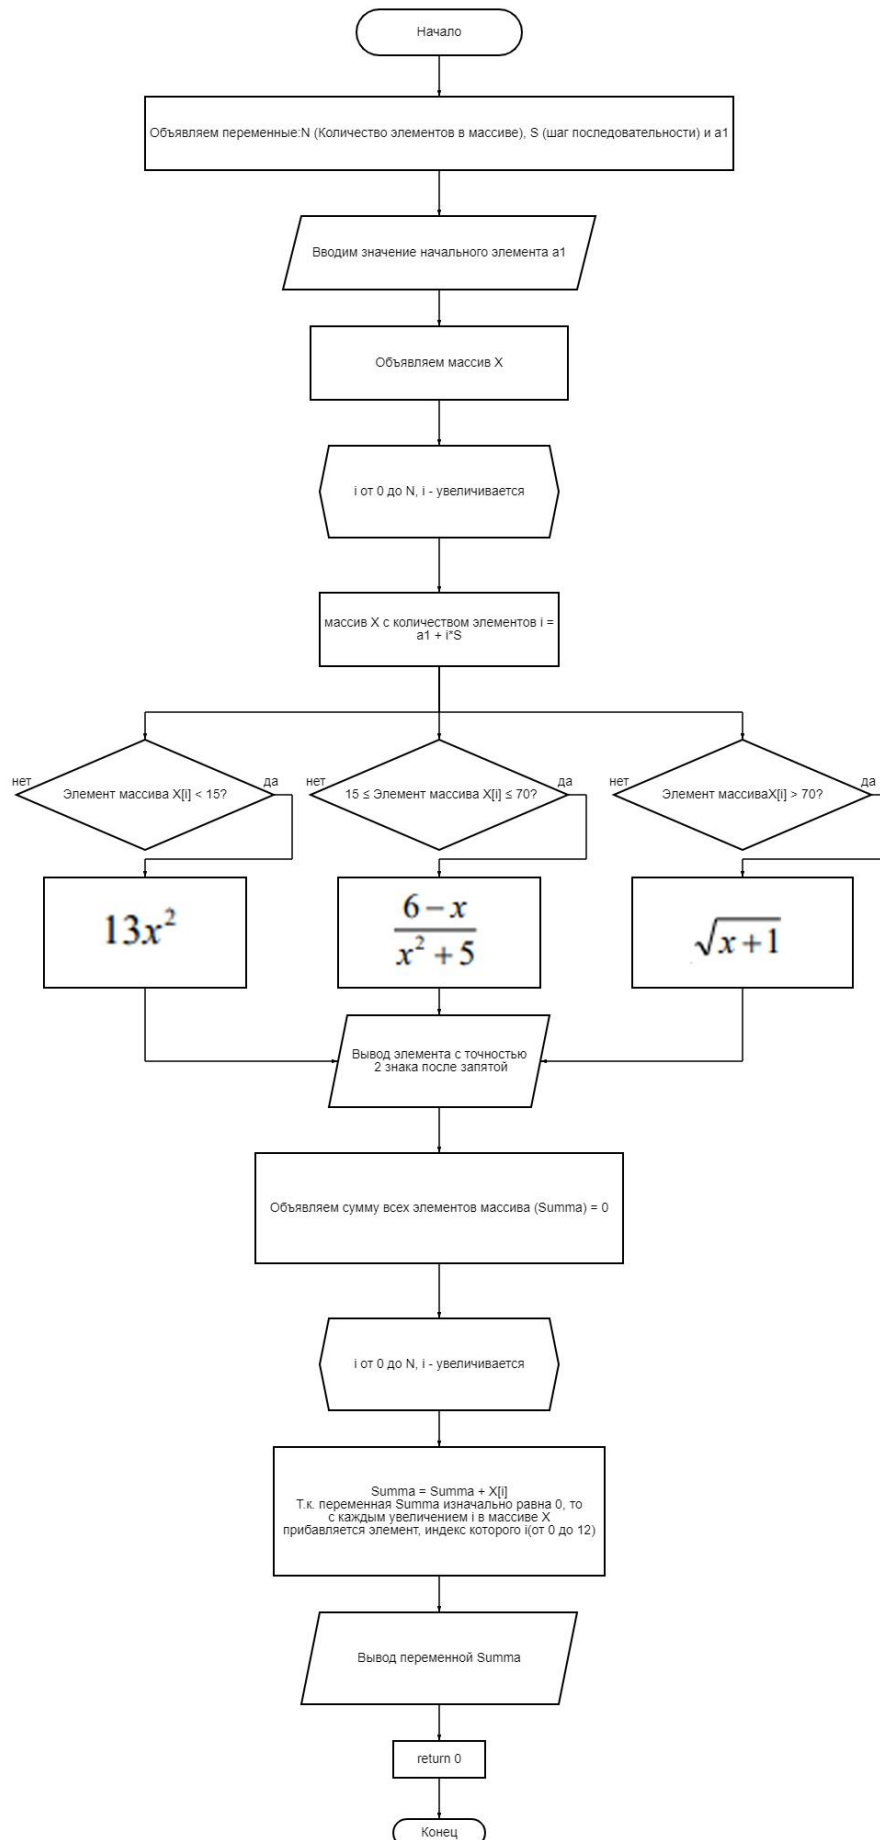 Начало
Объявляем переменные:N (Количество элементов в массиве), S (шаг последовательности) и a1
Вводим значение начального элемента a1
Объявляем массив X
i от 0 до N, i - увеличивается
массив X с количеством элементов i =
a1 + i*S
нет
Элемент массива X[i] < 15?
да
нет
15 ≤ Элемент массива X[i] ≤ 70?
да
нет
Элемент массиваX[i] > 70?
да
13x²
6 – x
x² + 5
√x+1
Вывод элемента с точностью
2 знака после запятой
Объявляем сумму всех элементов массива (Summa) = 0
i от 0 до N, i - увеличивается
Summa = Summa + X[i]
Т.к. переменная Summa изначально равна 0, то
с каждым увеличением i в массиве X
прибавляется элемент, индекс которого i(от 0 до 12)
Вывод переменной Summa
return 0
Конец